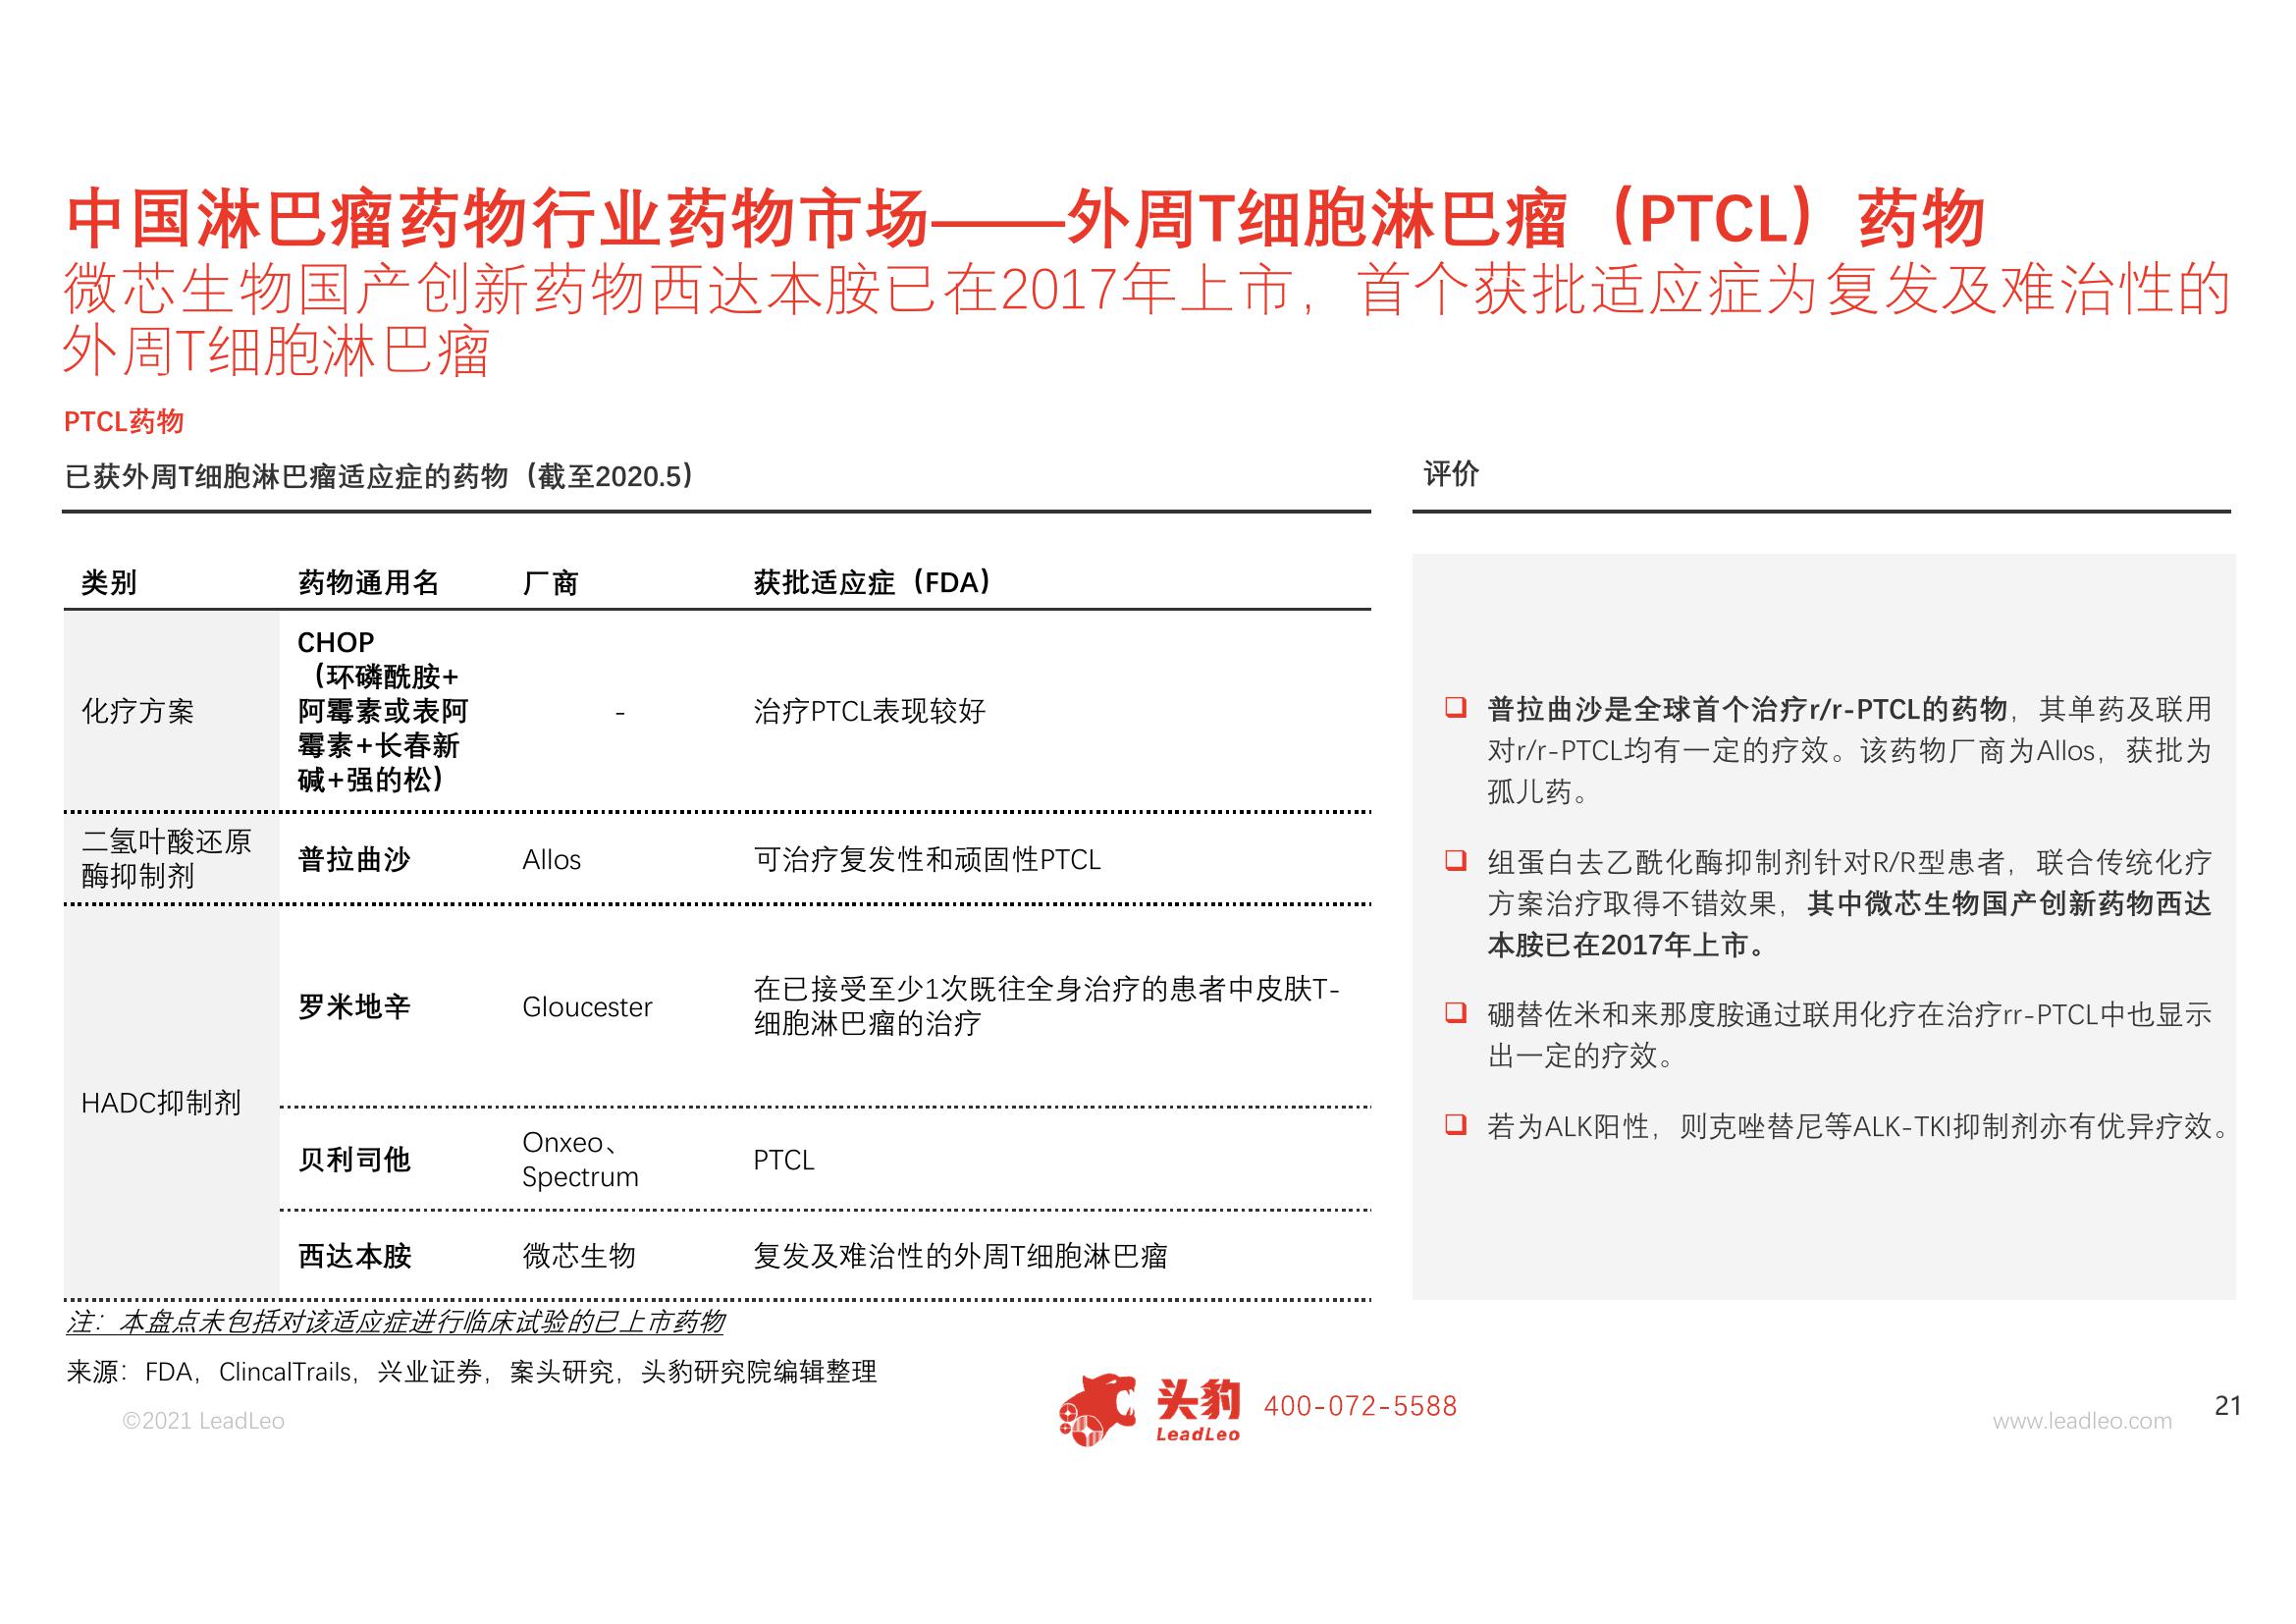 中国淋巴瘤药物行业药物市场——外周T细胞淋巴瘤（PTCL）药物
微芯生物国产创新药物西达本胺已在2017年上市，首个获批适应症为复发及难治性的
外周T细胞淋巴瘤
PTCL药物
已获外周T细胞淋巴瘤适应症的药物（截至2020.5）
类别
药物通用名
厂商
获批适应症（FDA）
化疗方案
CHOP
（环磷酰胺+
阿霉素或表阿
霉素+长春新
碱+强的松）
-
治疗PTCL表现较好
二氢叶酸还原
酶抑制剂
普拉曲沙
Allos
可治疗复发性和顽固性PTCL
HADC抑制剂
罗米地辛
Gloucester
在已接受至少1次既往全身治疗的患者中皮肤T-
细胞淋巴瘤的治疗
贝利司他
Onxeo、
Spectrum
PTCL
西达本胺
微芯生物
复发及难治性的外周T细胞淋巴瘤
注：本盘点未包括对该适应症进行临床试验的已上市药物
来源：FDA，ClincalTrails，兴业证券，案头研究，头豹研究院编辑整理
评价
普拉曲沙是全球首个治疗r/r-PTCL的药物，其单药及联用
对r/r-PTCL均有一定的疗效。该药物厂商为Allos，获批为
孤儿药。
组蛋白去乙酰化酶抑制剂针对R/R型患者，联合传统化疗
方案治疗取得不错效果，其中微芯生物国产创新药物西达
本胺已在2017年上市。
硼替佐米和来那度胺通过联用化疗在治疗rr-PTCL中也显示
出一定的疗效。
若为ALK阳性，则克唑替尼等ALK-TKI抑制剂亦有优异疗效。
©2021 LeadLeo
头豹
LeadLeo
400-072-5588
www.leadleo.com
21